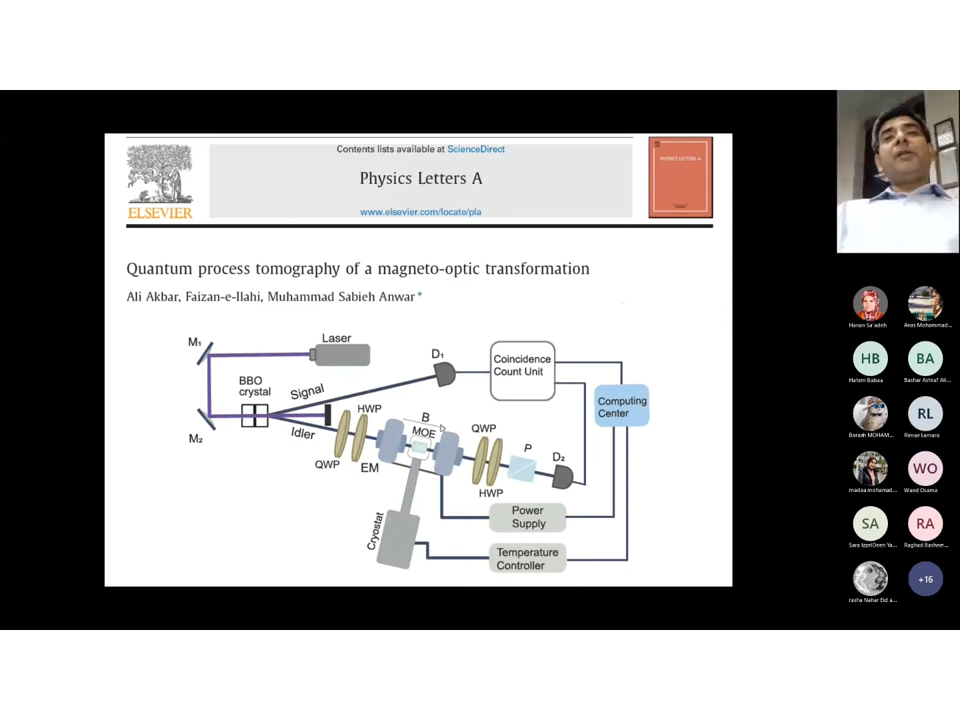 Contents lists available at ScienceDirect
Physics Letters A
www.elsevier.com/locate/pla
ELSEVIER
PHYSICS LETTERS A
Quantum process tomography of a magneto-optic transformation
Ali Akbar, Faizan-e-Ilahi, Muhammad Sabieh Anwar *
M1
Laser
D1
Coincidence
Count Unit
BBO
crystal
Signal
Computing
Center
M2
Idler
HWP
B
MOE
QWP
EM
QWP
P
D2
HWP
Cryostat
Power
Supply
Temperature
Controller
Hanan Sa'adeh
Anas Mohammad...
HB
Hatem Babaa
BA
Bashar Ashraf Ali...
Baraah MOHAM...
RL
Rimae Lamara
madaa mohamad...
WO
Waed Osama
SA
Sara IzzelDeen Ya...
RA
Raghad Basheer...
rasha Nahar Eid a...
+16